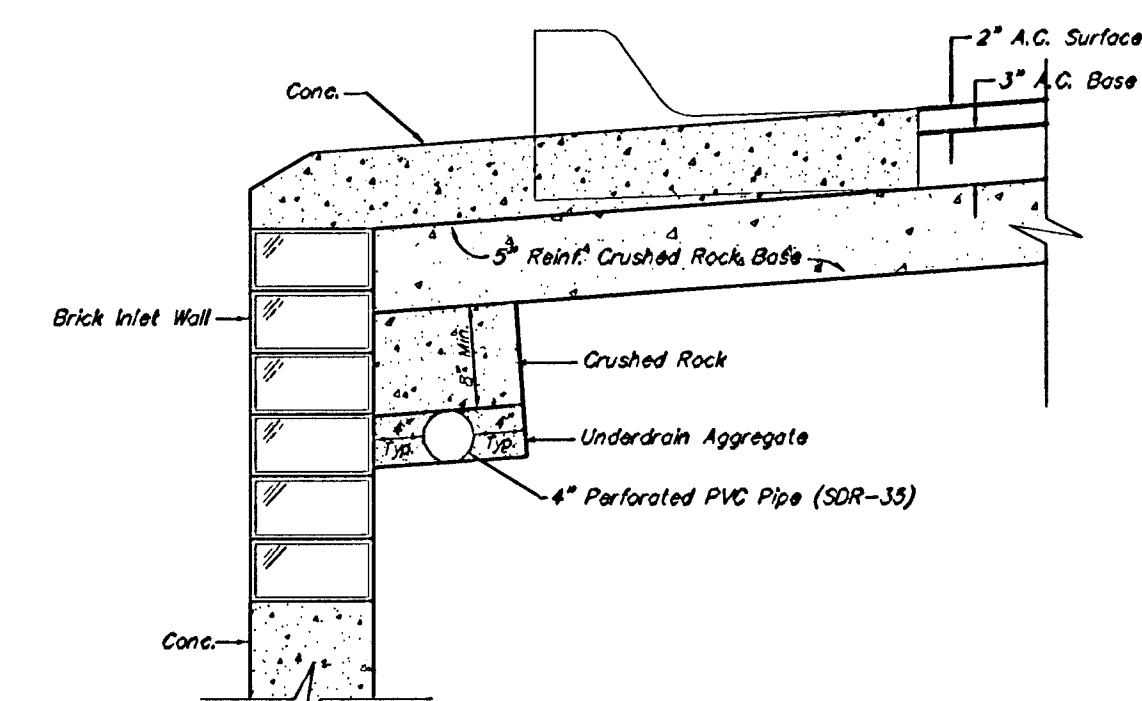 2" A.C. Surface
3" A.C. Base
Conc.
5" Reinf. Crushed Rock Base
Brick Inlet Wall
8" Min.
Crushed Rock
4" 4"
Typ. Typ.
Underdrain Aggregate
4" Perforated PVC Pipe (SDR-35)
Conc.